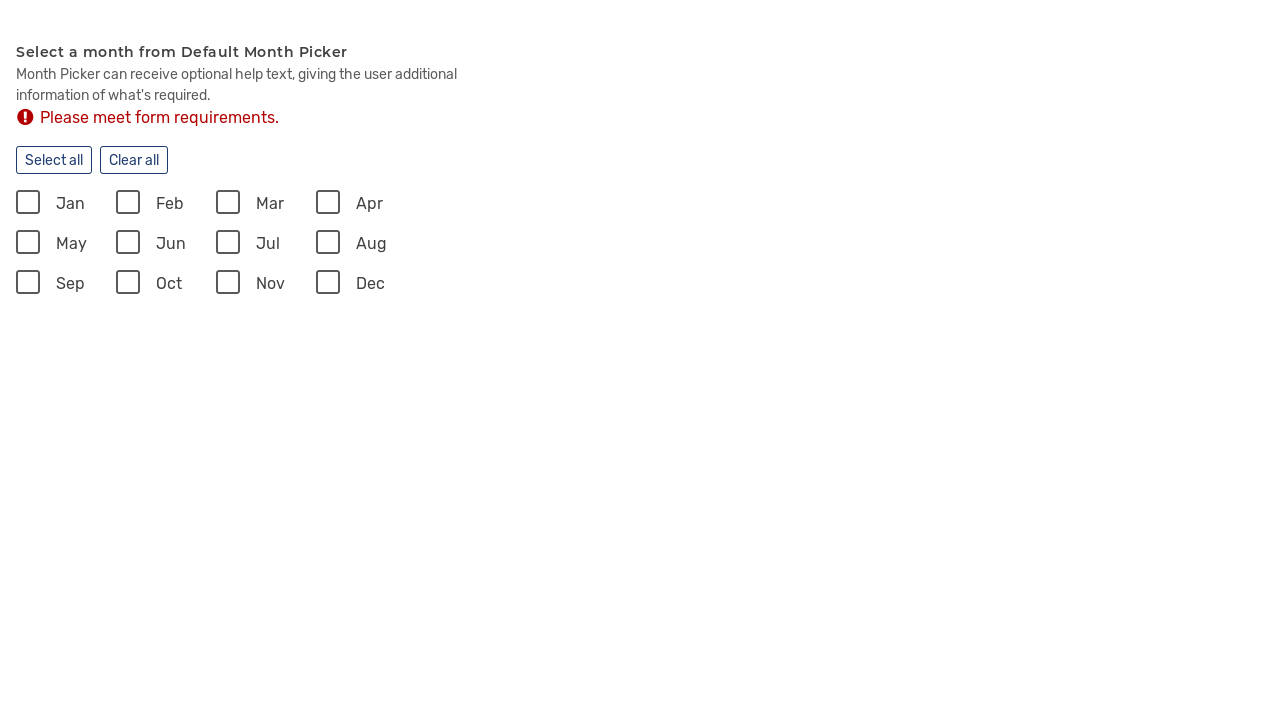 Select a month from Default Month Picker
Month Picker can receive optional help text, giving the user additional
information of what's required.
Please meet form requirements.
Select all Clear all
Jan Feb Mar Apr
May Jun Jul Aug
Sep Oct Nov Dec